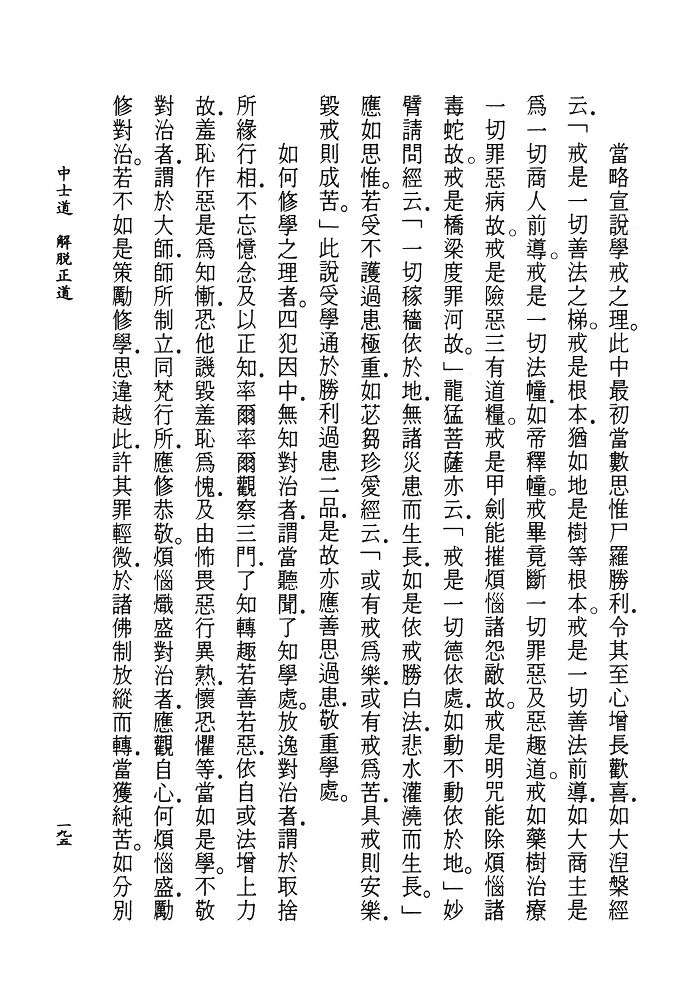 當略宣說學戒之理。此中最初當數思惟尸羅勝利．令其至心增長歡喜．如大涅槃經
云．「戒是一切善法之梯。戒是根本．猶如地是樹等根本。戒是一切善法前導．如大商主是
爲一切商人前導。戒是一切法幢．如帝釋幢。戒畢竟斷一切罪惡及惡趣道。戒如藥樹治療
一切罪惡病故。戒是險惡三有道糧。戒是甲劍能摧煩惱諸怨敵故。戒是明咒能除煩惱諸
毒蛇故。戒是橋梁度罪河故。」龍猛菩薩亦云．「戒是一切德依處．如動不動依於地。」妙
臂請問經云．「一切稼穡依於地．無諸災患而生長．如是依戒勝白法．悲水灌澆而生長。」
應如思惟。若受不護過患極重．如苾芻珍愛經云．「或有戒爲樂．或有戒爲苦．具戒則安樂．
毀戒則成苦。」此說受學通於勝利過患二品．是故亦應善思過患．敬重學處。
如何修學之理者。四犯因中．無知對治者．謂當聽聞．了知學處。放逸對治者．謂於取捨
所緣行相．不忘憶念及以正知．率爾率爾觀察三門．了知轉趣若善若惡．依自或法增上力
故．羞恥作惡是爲知慚．恐他譏毀羞恥爲愧．及由怖畏惡行異熟．懷恐懼等．當如是學。不敬
對治者．謂於大師．師所制立．同梵行所．應修恭敬。煩惱熾盛對治者．應觀自心．何煩惱盛．勵
修對治。若不如是策勵修學．思違越此．許其罪輕微．於諸佛制放縱而轉．當獲純苦。如分別
中士道　解脱正道
一九五